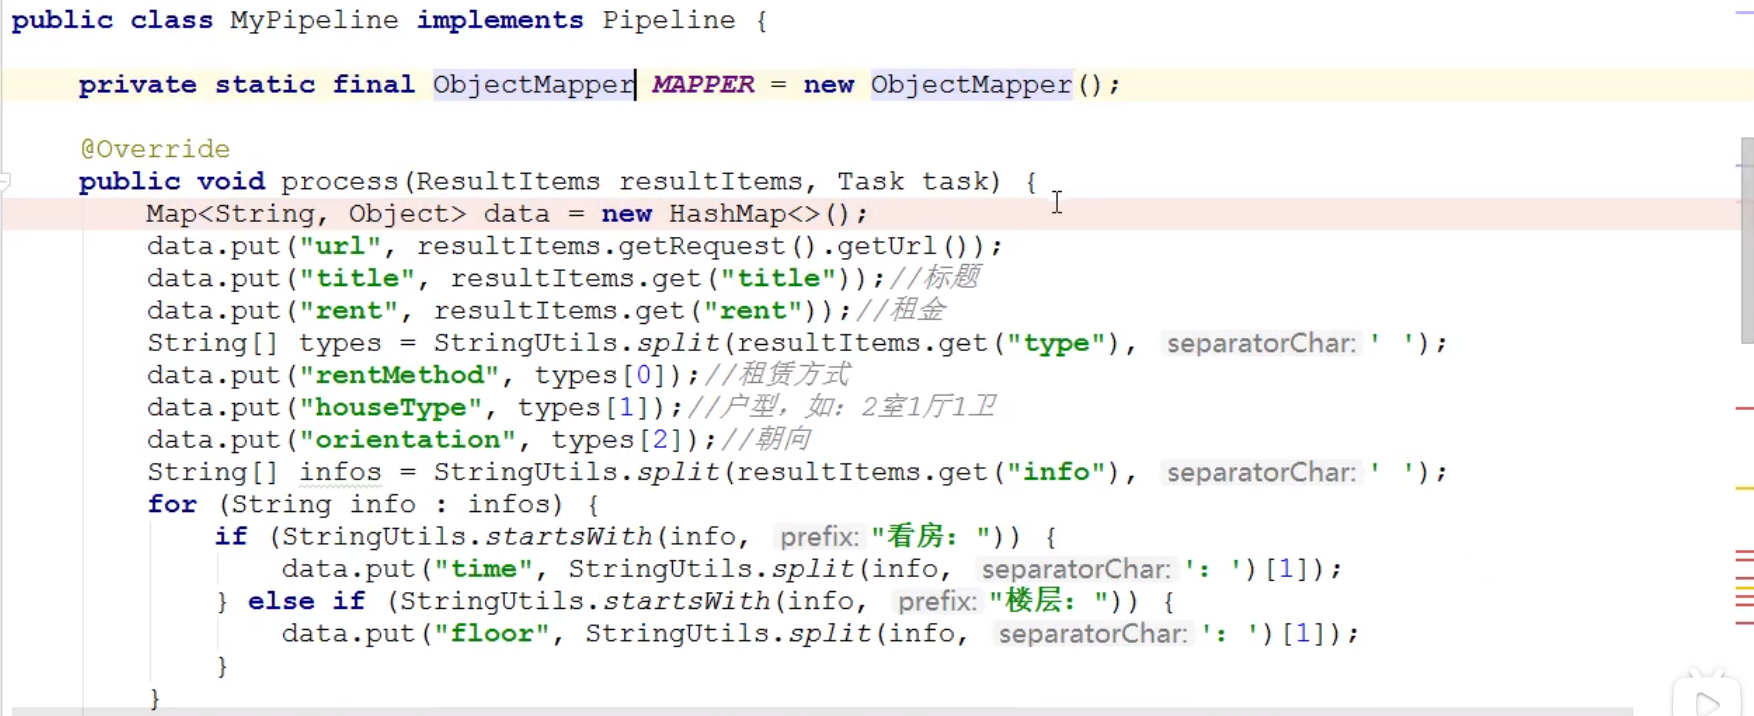 public class MyPipeline implements Pipeline {
private static final ObjectMapper MAPPER = new ObjectMapper();
@Override
public void process(ResultItems resultItems, Task task) {
Map<String, Object> data = new HashMap<>();
data.put("url", resultItems.getRequest().getUrl());
data.put("title", resultItems.get("title"));//标题
data.put("rent", resultItems.get("rent"));//租金
String[] types = StringUtils.split(resultItems.get("type"), separatorChar: ' ');
data.put("rentMethod", types[0]);//租赁方式
data.put("houseType", types[1]);//户型，如：2室1厅1卫
data.put("orientation", types[2]);//朝向
String[] infos = StringUtils.split(resultItems.get("info"), separatorChar: ' ');
for (String info : infos) {
if (StringUtils.startsWith(info, prefix: "看房：")) {
data.put("time", StringUtils.split(info, separatorChar: '：')[1]);
} else if (StringUtils.startsWith(info, prefix: "楼层：")) {
data.put("floor", StringUtils.split(info, separatorChar: '：')[1]);
}
}